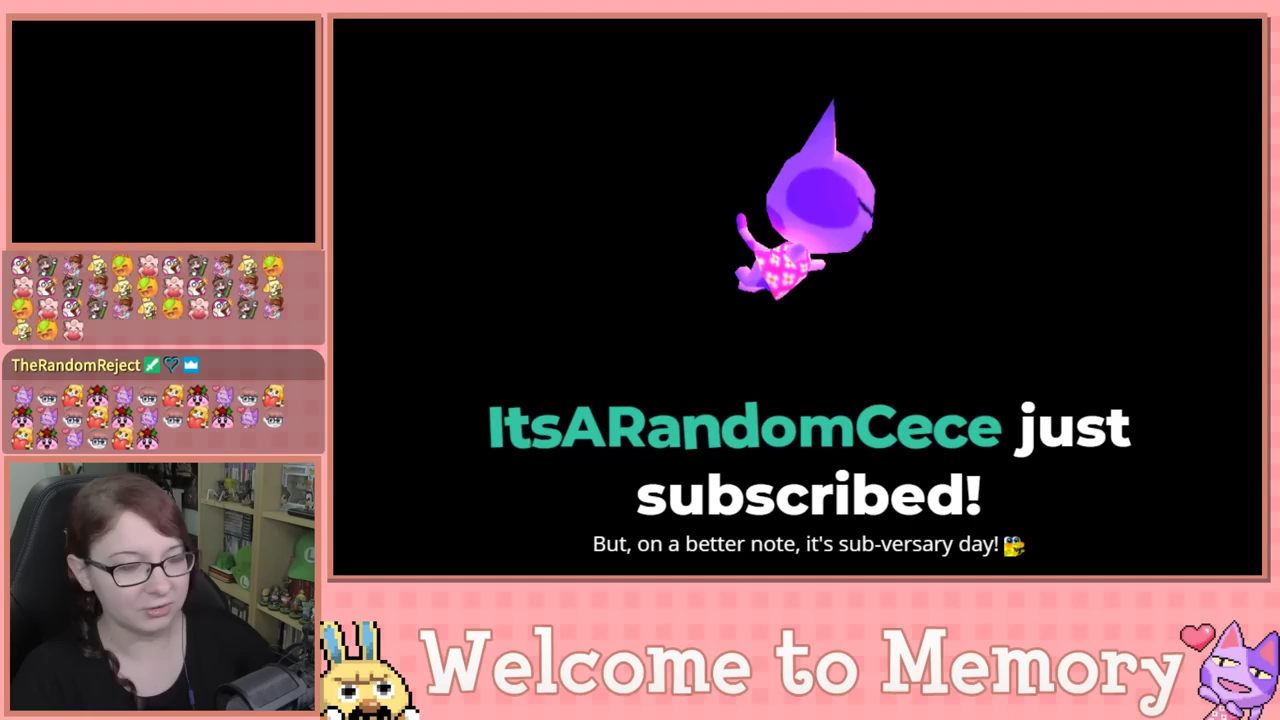 TheRandomReject
ItsARandomCece just
subscribed!
But, on a better note, it's sub-versary day!
Welcome to Memory